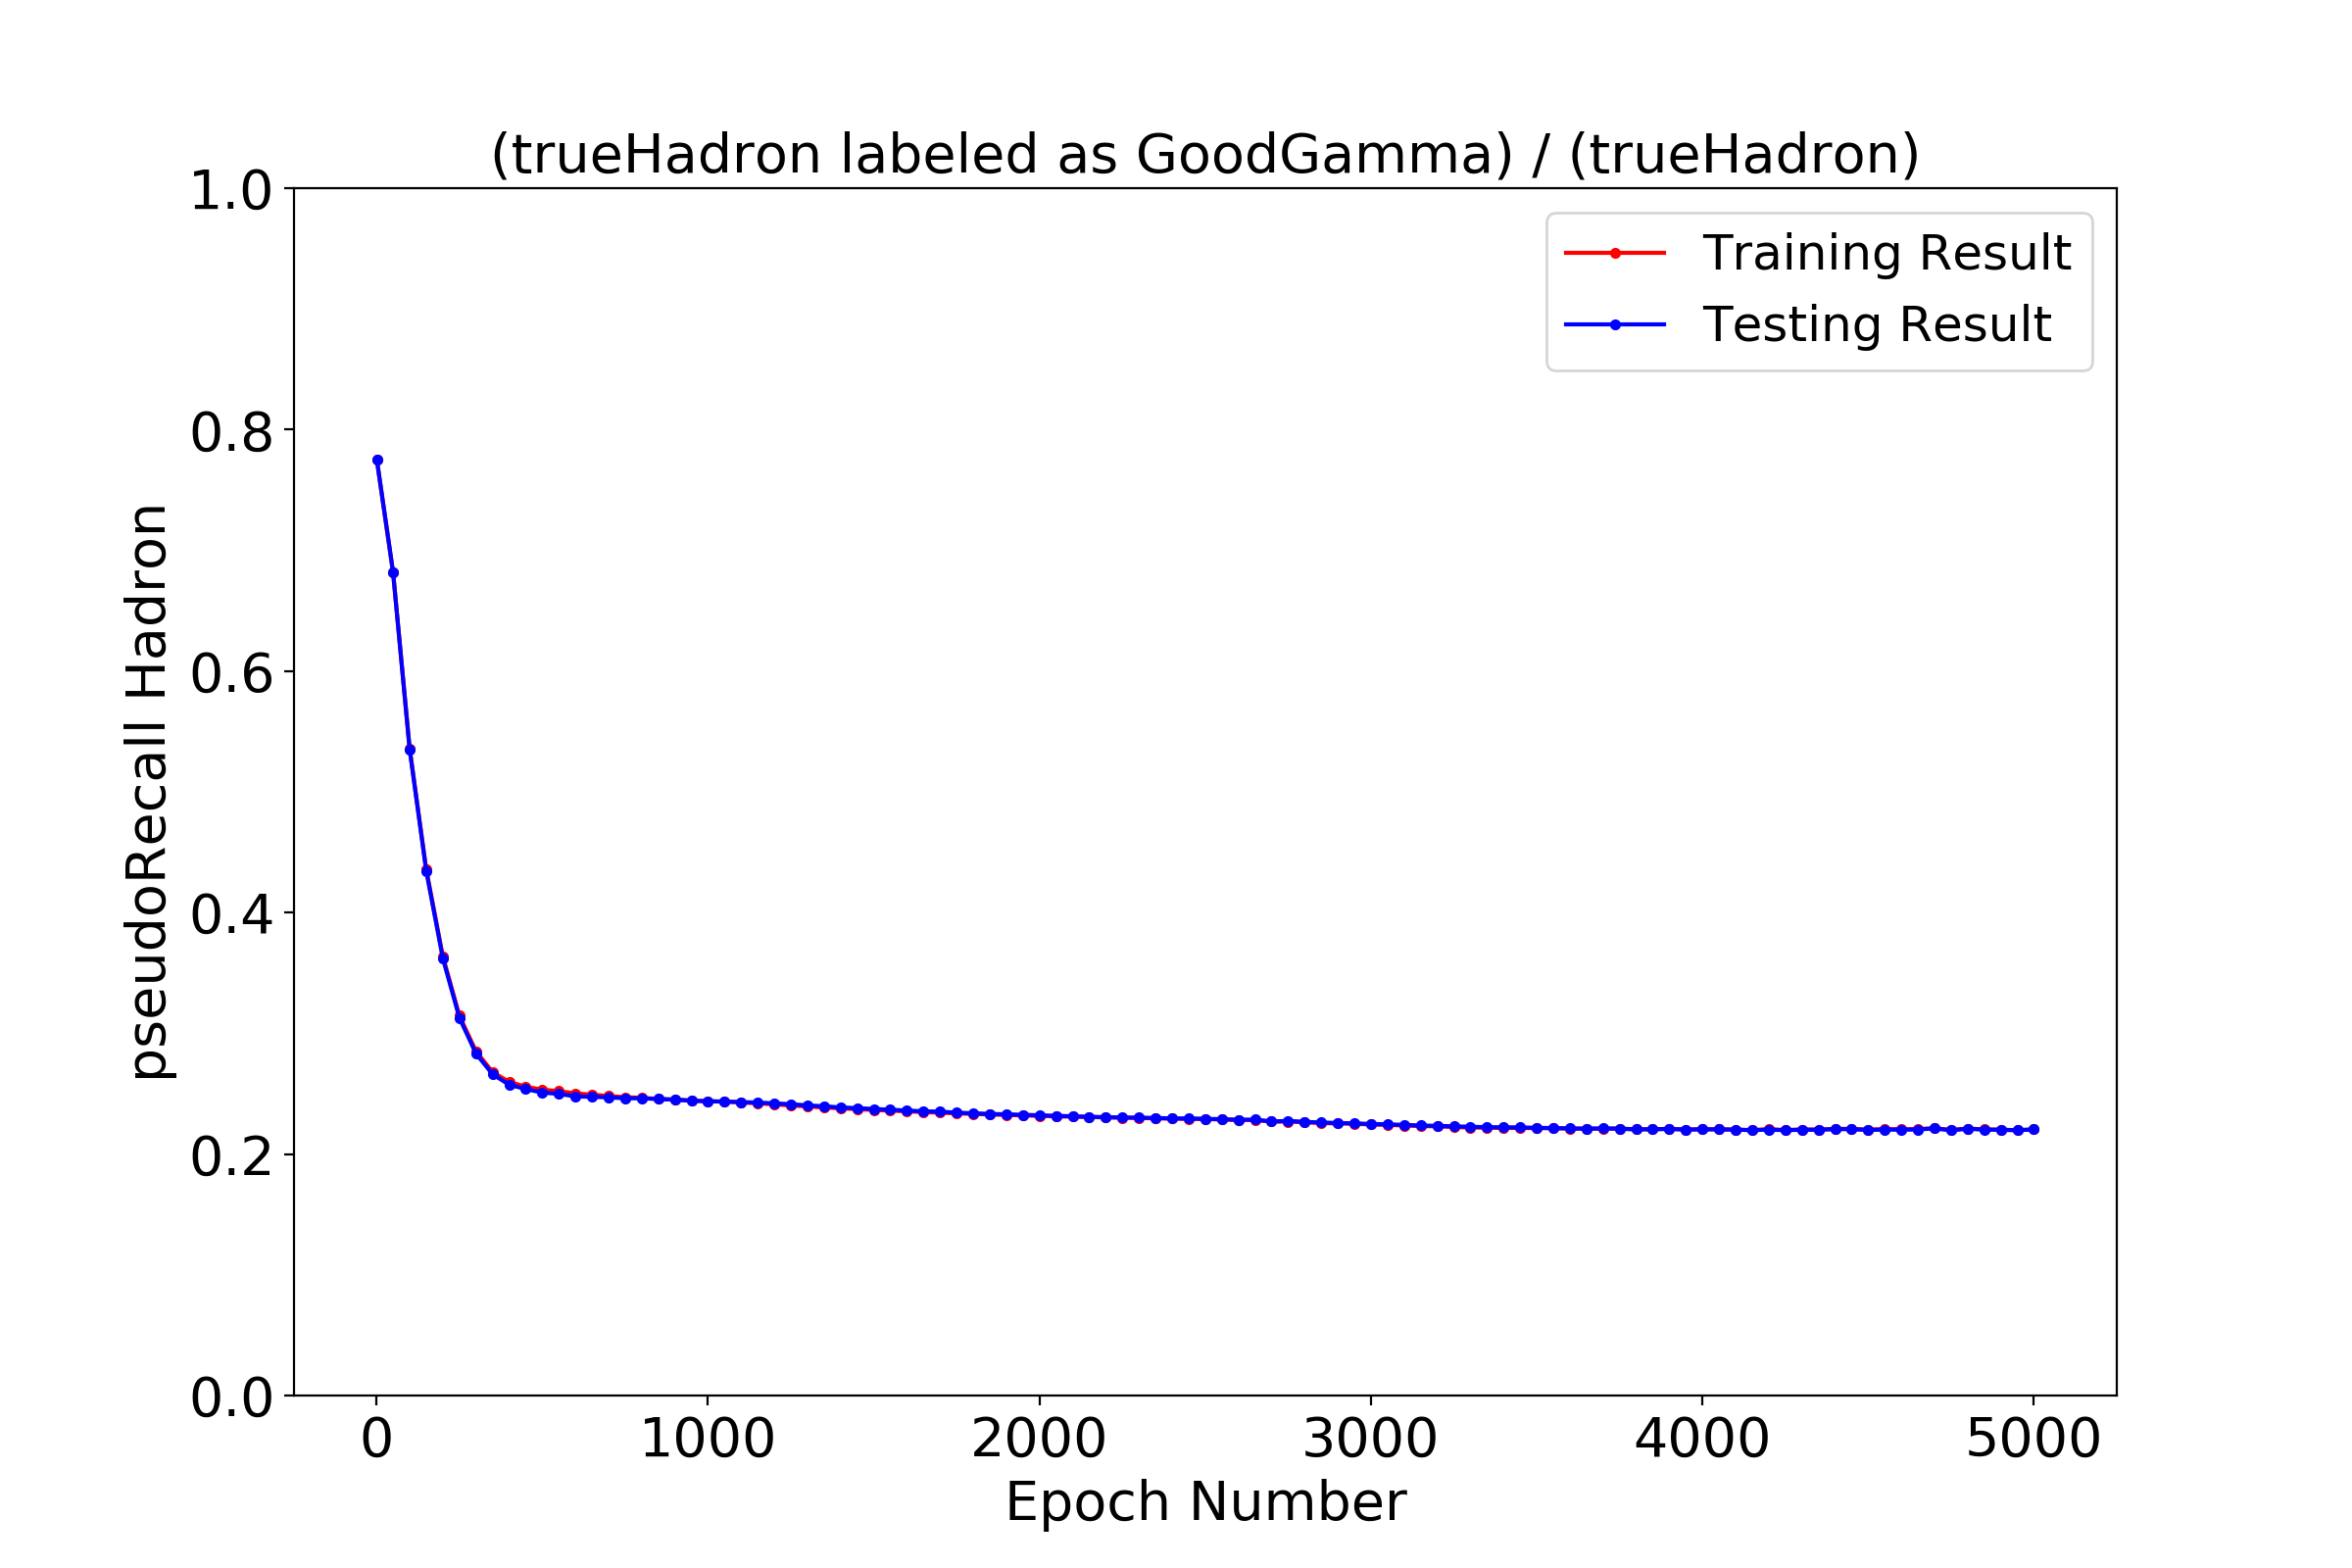 (trueHadron labeled as GoodGamma) / (trueHadron)
1.0
0.8
0.6
0.4
0.2
0.0
pseudoRecall Hadron
Training Result
Testing Result
0 1000 2000 3000 4000 5000
Epoch Number